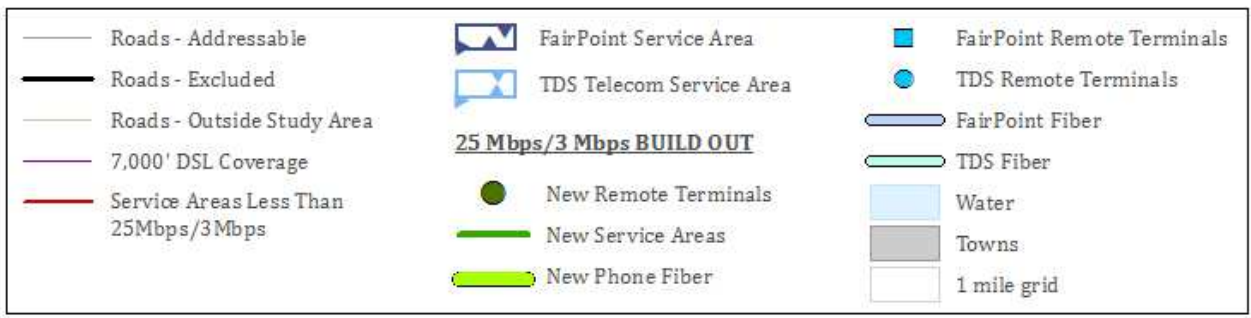 Roads - Addressable
Roads - Excluded
Roads - Outside Study Area
7,000' DSL Coverage
Service Areas Less Than
25Mbps/3Mbps
FairPoint Service Area
TDS Telecom Service Area
25 Mbps/3 Mbps BUILD OUT
New Remote Terminals
New Service Areas
New Phone Fiber
FairPoint Remote Terminals
TDS Remote Terminals
FairPoint Fiber
TDS Fiber
Water
Towns
1 mile grid